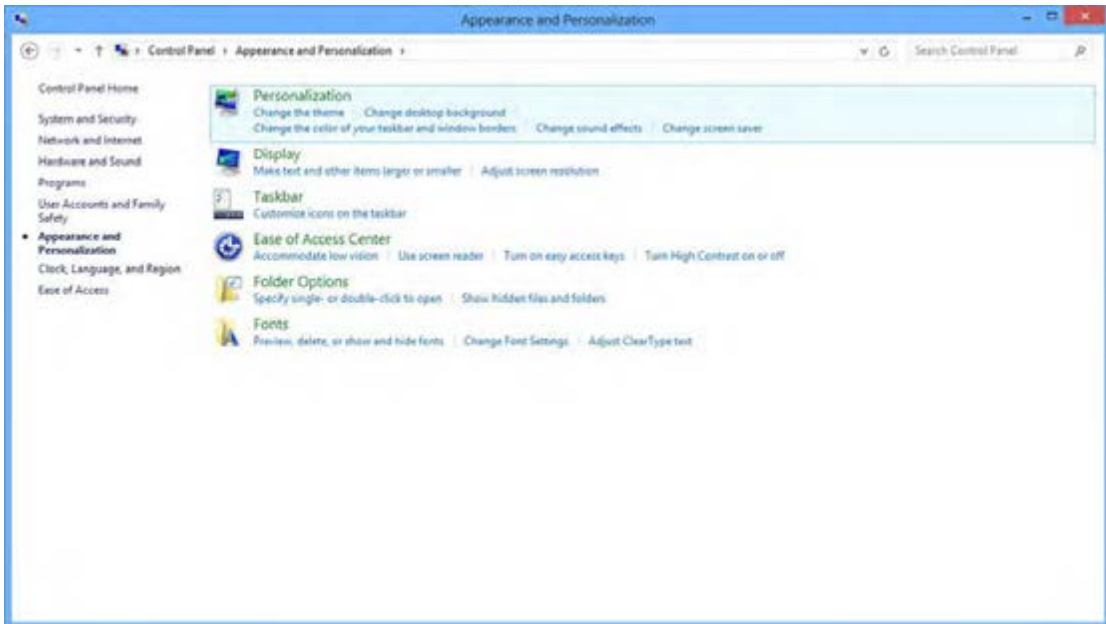 Appearance and Personalization
Control Panel Appearance and Personalization
Search Control Panel
Control Panel Home
System and Security
Network and Internet
Hardware and Sound
Programs
User Accounts and Family
Safety
Appearance and
Personalization
Clock, Language, and Region
Ease of Access
Personalization
Change the theme Change desktop background
Change the color of your taskbar and window borders Change sound effects Change screen saver
Display
Make text and other items larger or smaller Adjust screen resolution
Taskbar
Customize icons on the taskbar
Ease of Access Center
Accommodate low vision Use screen reader Turn on easy access keys Turn High Contrast on or off
Folder Options
Specify single- or double-click to open Show hidden files and folders
Fonts
Preview, delete, or show and hide fonts Change Font Settings Adjust ClearType text